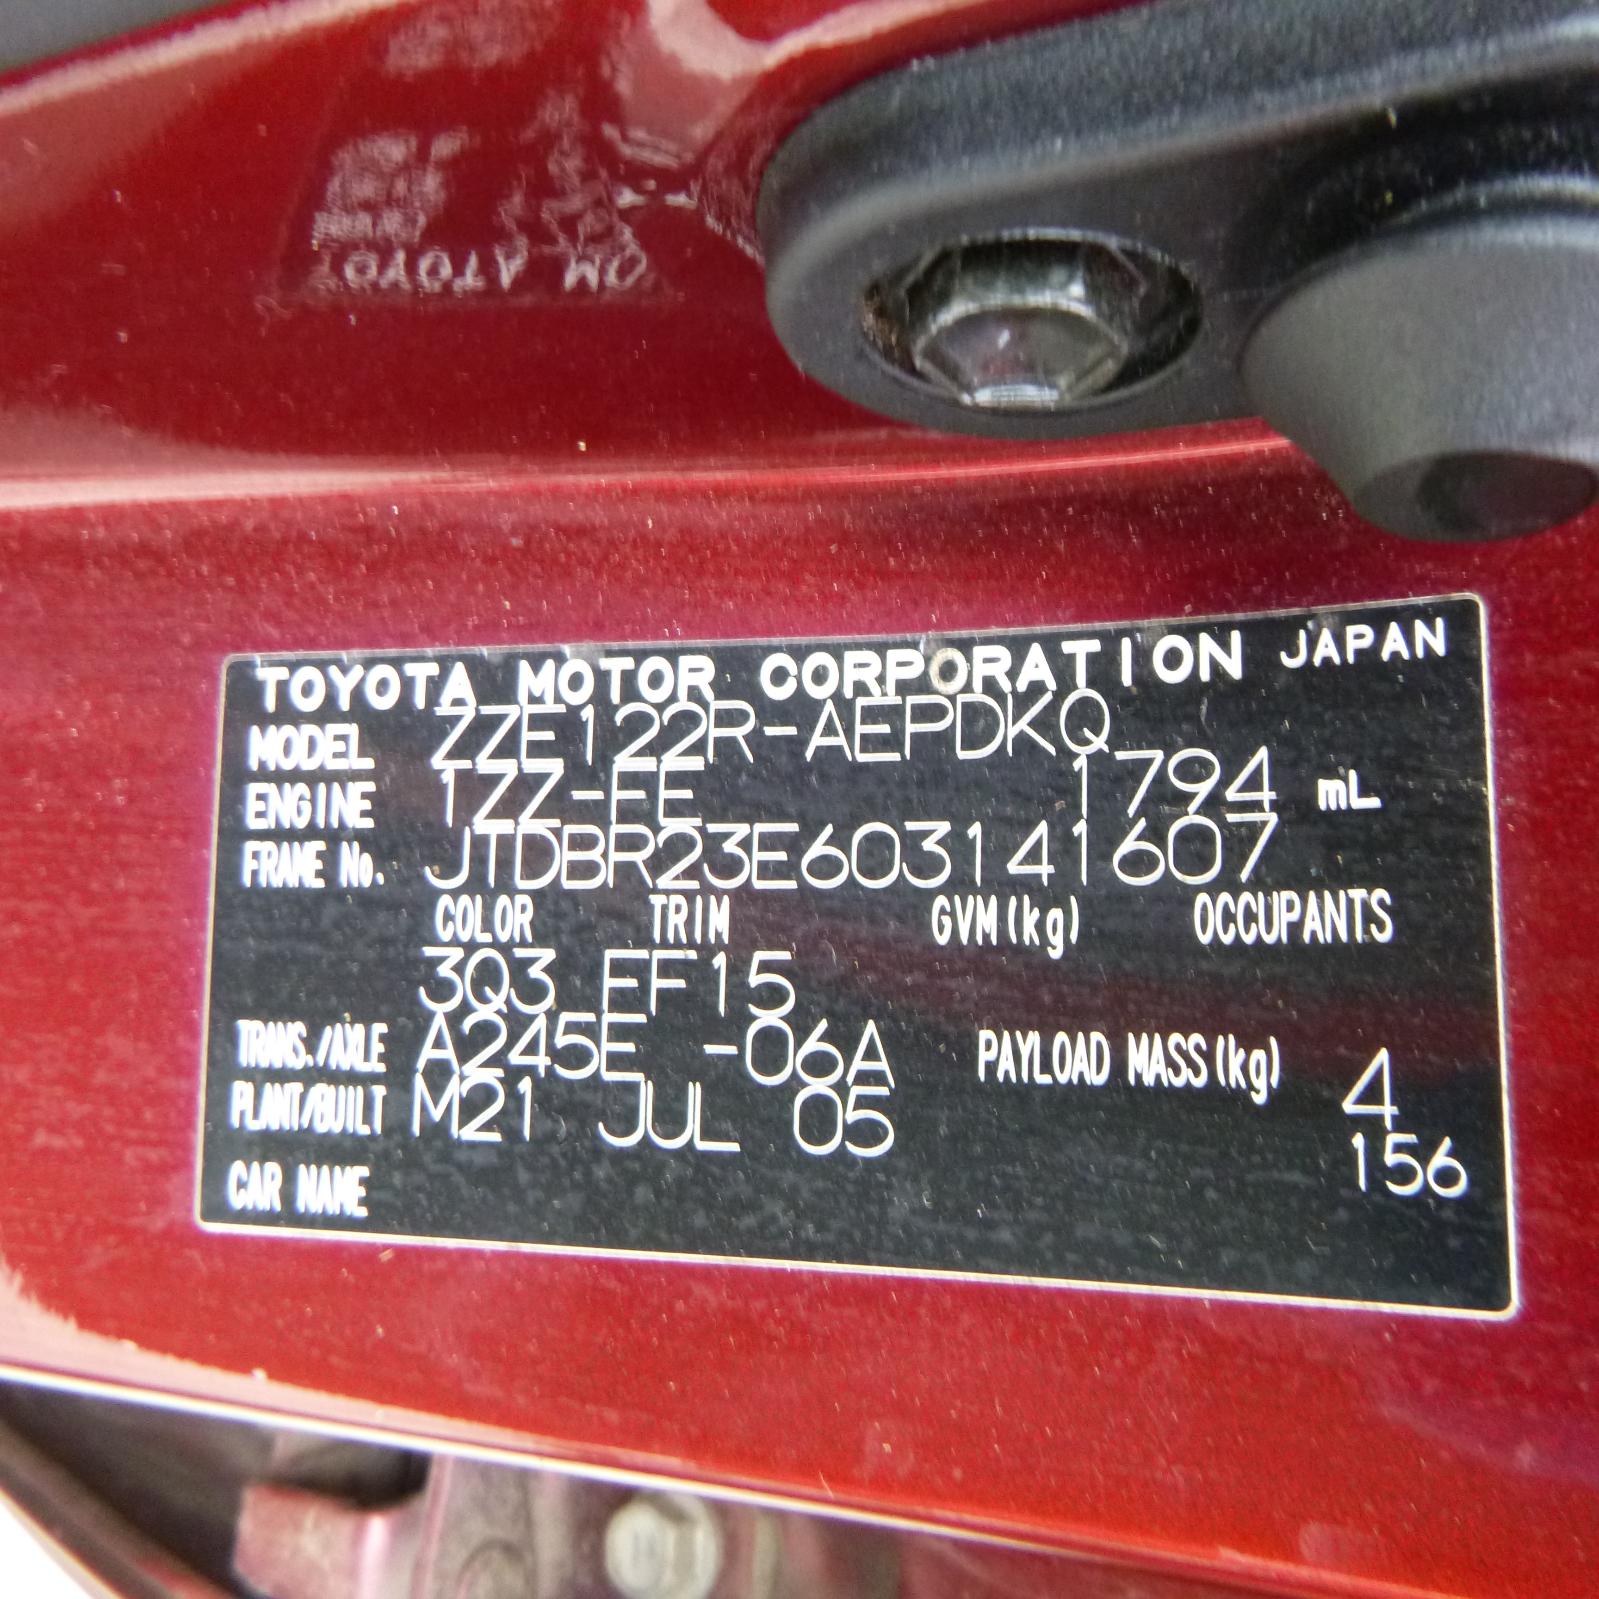 TOYOTA MOTOR CORPORATION JAPAN
MODEL ZZE122R-AEPDKQ
ENGINE 1ZZ-FE 1794 mL
FRAME No. JTDBR23E603141607
COLOR TRIM GVM(kg) OCCUPANTS
3Q3 EF15
TRANS./AXLE A245E -06A PAYLOAD MASS(kg) 4
PLANT/BUILT M21 JUL 05 156
CAR NAME